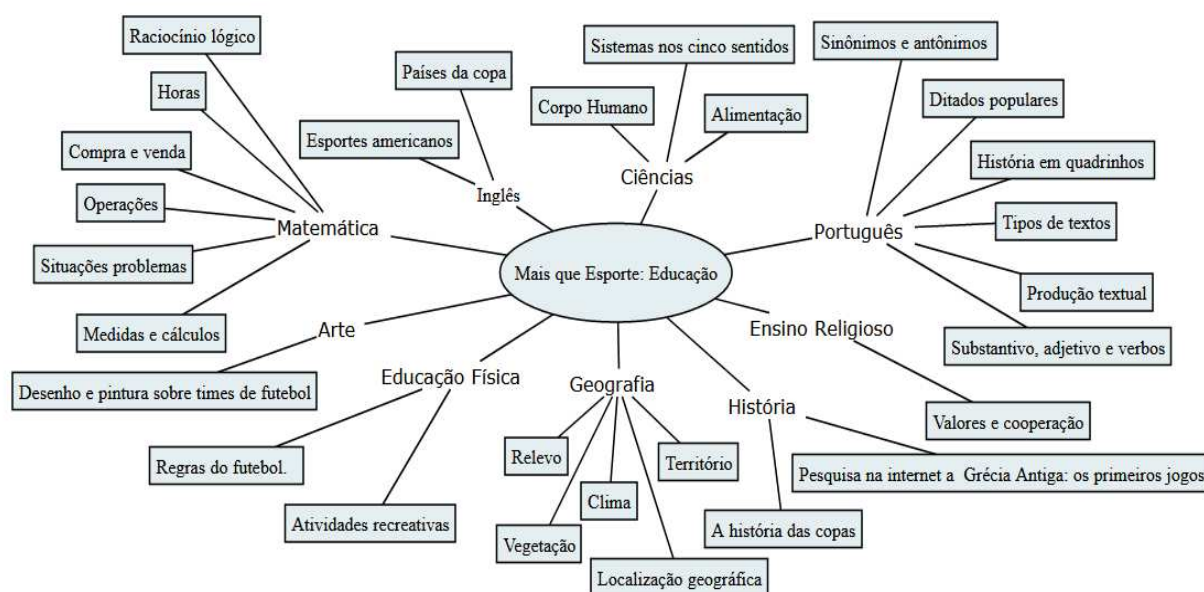 Raciocínio lógico
Sistemas nos cinco sentidos
Sinônimos e antônimos
Países da copa
Horas
Corpo Humano
Alimentação
Ditados populares
Esportes americanos
Compra e venda
História em quadrinhos
Ciências
Inglês
Operações
Matemática
Português
Tipos de textos
Situações problemas
Mais que Esporte: Educação
Produção textual
Medidas e cálculos
Arte
Ensino Religioso
Substantivo, adjetivo e verbos
Desenho e pintura sobre times de futebol
Educação Física
Geografia
História
Valores e cooperação
Regras do futebol.
Relevo
Território
Pesquisa na internet a Grécia Antiga: os primeiros jogos
Clima
Atividades recreativas
Vegetação
A história das copas
Localização geográfica